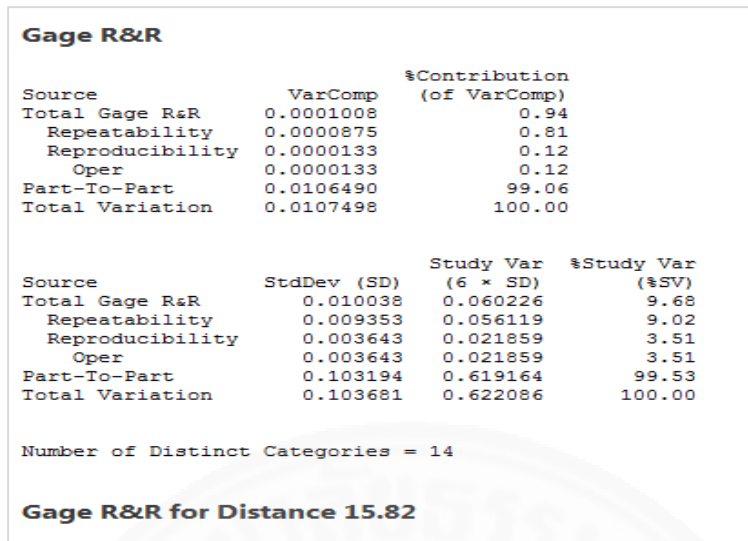 Gage R&R
%Contribution
Source VarComp (of VarComp)
Total Gage R&R 0.0001008 0.94
Repeatability 0.0000875 0.81
Reproducibility 0.0000133 0.12
Oper 0.0000133 0.12
Part-To-Part 0.0106490 99.06
Total Variation 0.0107498 100.00
Study Var %Study Var
Source StdDev (SD) (6 × SD) (%SV)
Total Gage R&R 0.010038 0.060226 9.68
Repeatability 0.009353 0.056119 9.02
Reproducibility 0.003643 0.021859 3.51
Oper 0.003643 0.021859 3.51
Part-To-Part 0.103194 0.619164 99.53
Total Variation 0.103681 0.622086 100.00
Number of Distinct Categories = 14
Gage R&R for Distance 15.82